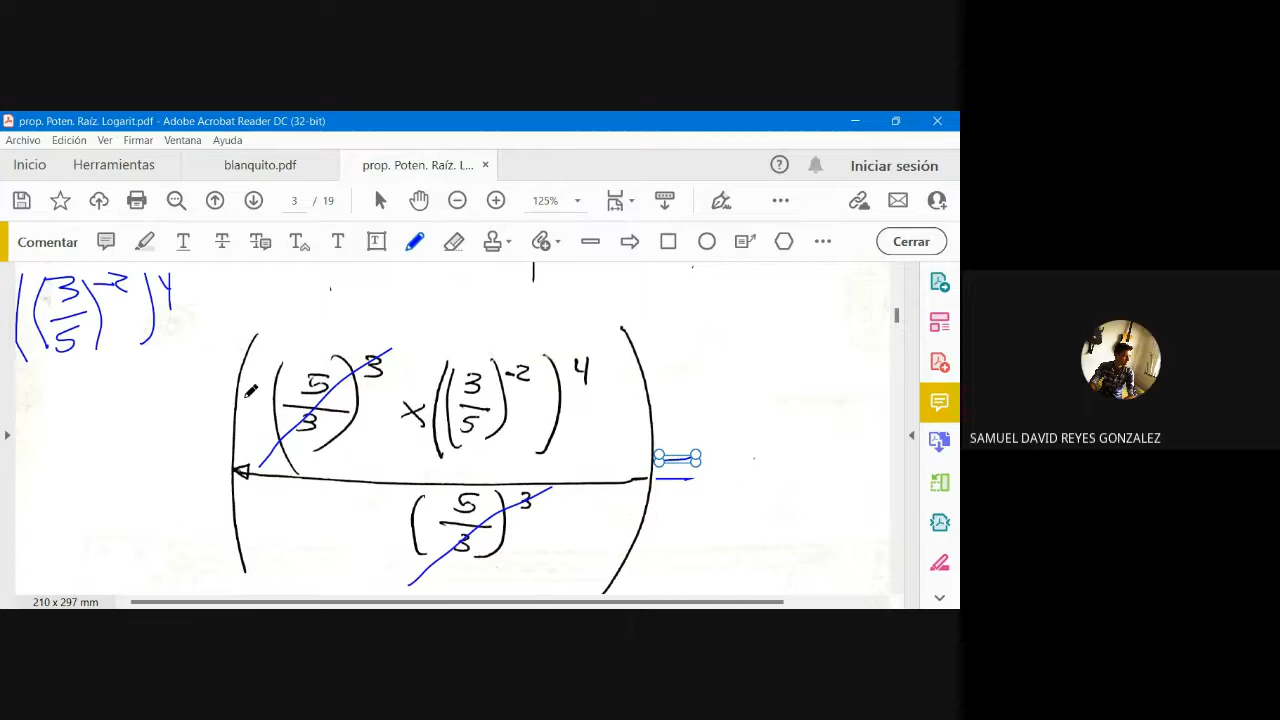 prop. Poten. Raíz. Logarit.pdf - Adobe Acrobat Reader DC (32-bit)
Archivo Edición Ver Firmar Ventana Ayuda
Inicio Herramientas blanquito.pdf prop. Poten. Raíz. L... × Iniciar sesión
3 / 19 125%
Comentar Cerrar
((3/5)^-2)^4
((5/3)^3 × ((3/5)^-2)^4
(5/3)^3) =
210 x 297 mm
SAMUEL DAVID REYES GONZALEZ